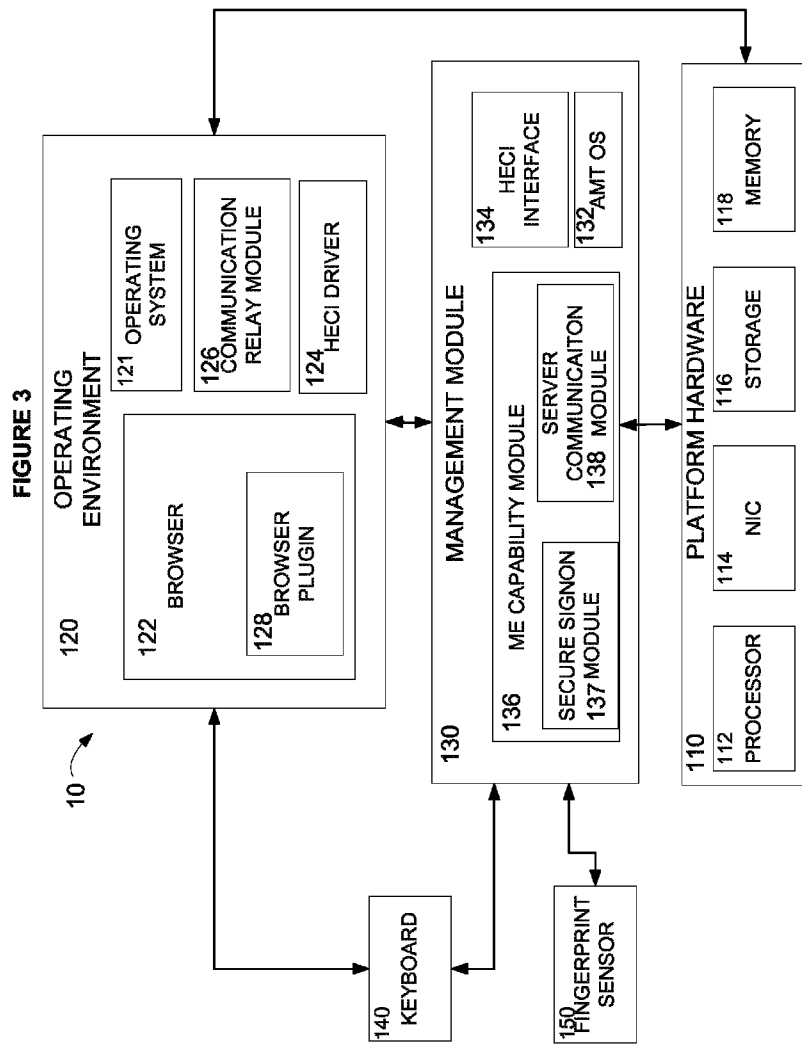 FIGURE 3
10
120
OPERATING
ENVIRONMENT
122
BROWSER
128
BROWSER
PLUGIN
121
OPERATING
SYSTEM
126
COMMUNICATION
RELAY MODULE
124
HECI DRIVER
130
MANAGEMENT MODULE
136
ME CAPABILITY MODULE
SECURE SIGNON
137 MODULE
SERVER
COMMUNICAITON
138 MODULE
134
HECI
INTERFACE
132
AMT OS
140
KEYBOARD
150
FINGERPRINT
SENSOR
110
PLATFORM HARDWARE
112
PROCESSOR
114
NIC
116
STORAGE
118
MEMORY